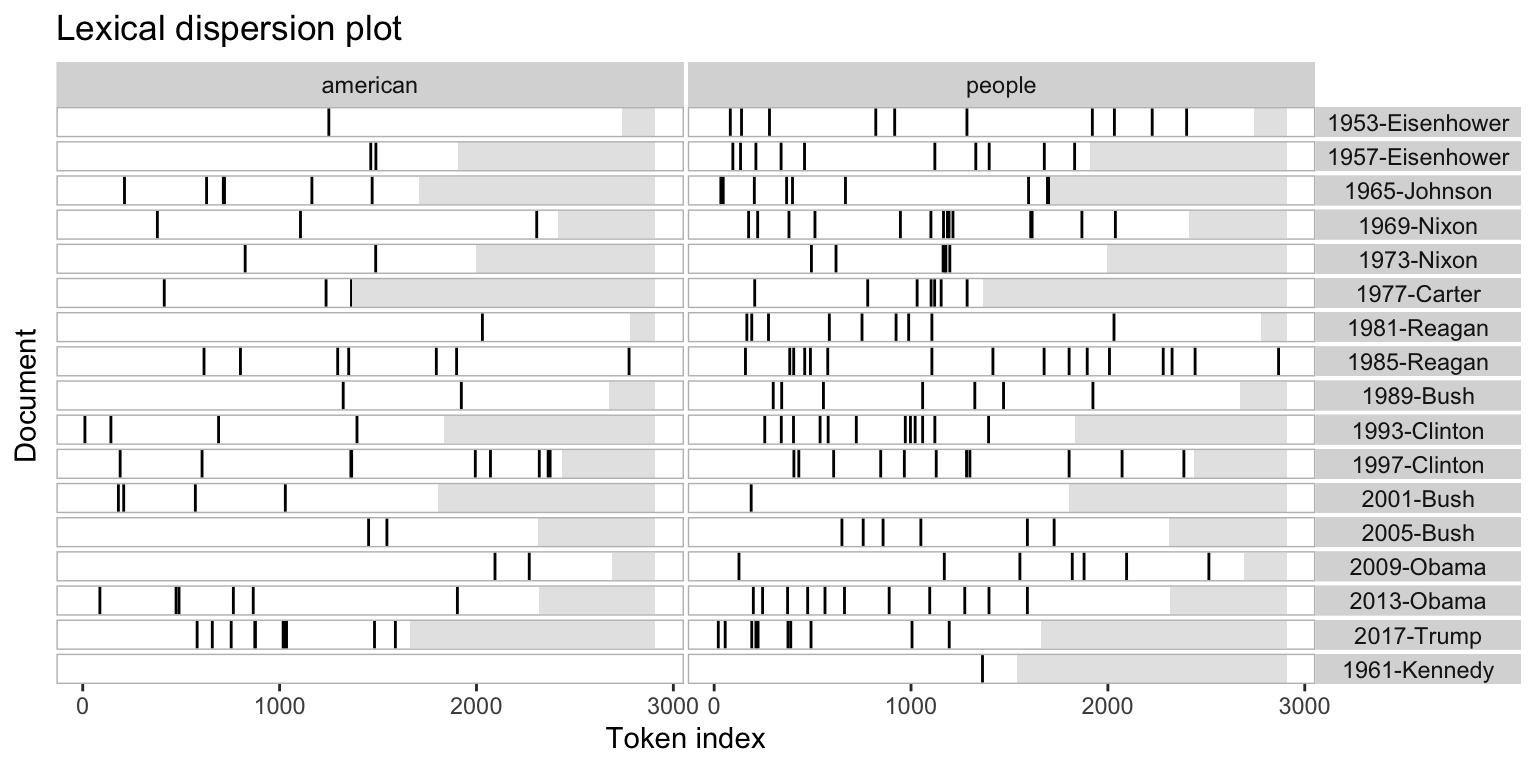 Lexical dispersion plot
american people
1953-Eisenhower
1957-Eisenhower
1965-Johnson
1969-Nixon
1973-Nixon
1977-Carter
1981-Reagan
1985-Reagan
1989-Bush
1993-Clinton
1997-Clinton
2001-Bush
2005-Bush
2009-Obama
2013-Obama
2017-Trump
1961-Kennedy
Document
0 1000 2000 3000 0 1000 2000 3000
Token index